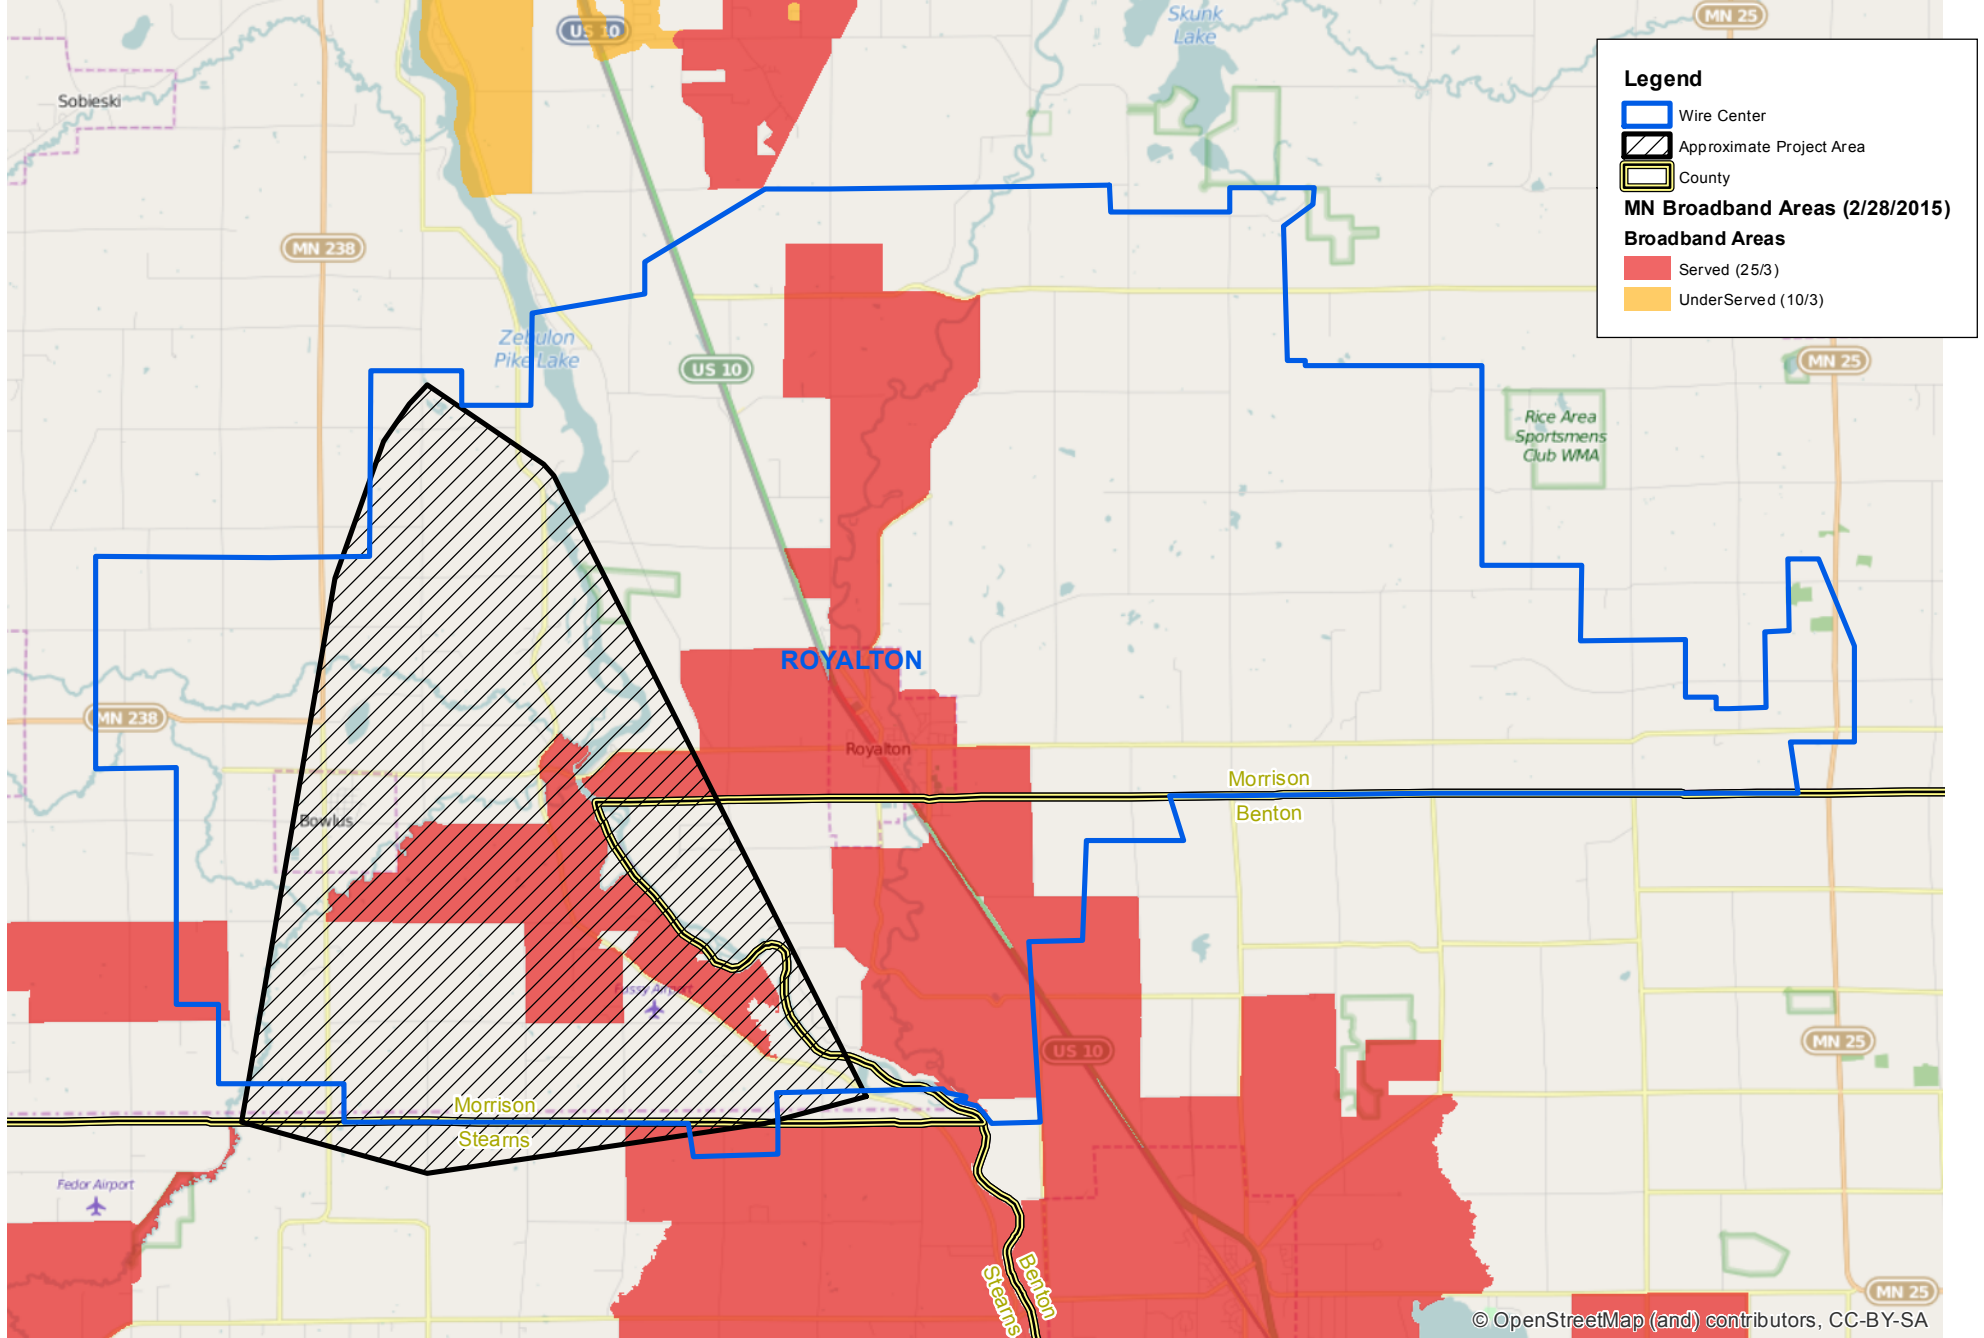 Skunk
Lake
MN 25
US 10
Sobieski
MN 238
Zebulon
Pike Lake
US 10
Legend
Wire Center
Approximate Project Area
County
MN Broadband Areas (2/28/2015)
Broadband Areas
Served (25/3)
UnderServed (10/3)
MN 25
Rice Area
Sportsmens
Club WMA
ROYALTON
MN 238
Royalton
Morrison
Benton
Bowlus
Fussy Airport
US 10
MN 25
Morrison
Stearns
Fedor Airport
Benton
Stearns
MN 25
© OpenStreetMap (and) contributors, CC-BY-SA